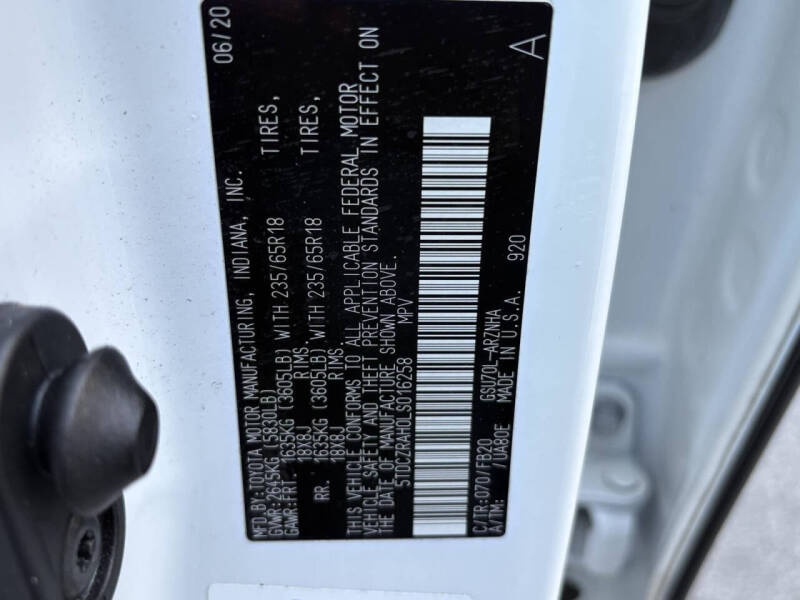 MFD.BY:TOYOTA MOTOR MANUFACTURING, INDIANA, INC. 06/20
GVWR:2645KG (5830LB)
GAWR:FRT. 1635KG (3605LB) WITH 235/65R18 TIRES,
18X8J RIMS,
RR. 1635KG (3605LB) WITH 235/65R18 TIRES,
18X8J RIMS.
THIS VEHICLE CONFORMS TO ALL APPLICABLE FEDERAL MOTOR
VEHICLE SAFETY AND THEFT PREVENTION STANDARDS IN EFFECT ON
THE DATE OF MANUFACTURE SHOWN ABOVE.
5TDCZRAH0LS016258 MPV
C/TR:070/FB20 GSU70L-ARZNHA 920
A/TM: /UA80E MADE IN U.S.A. A